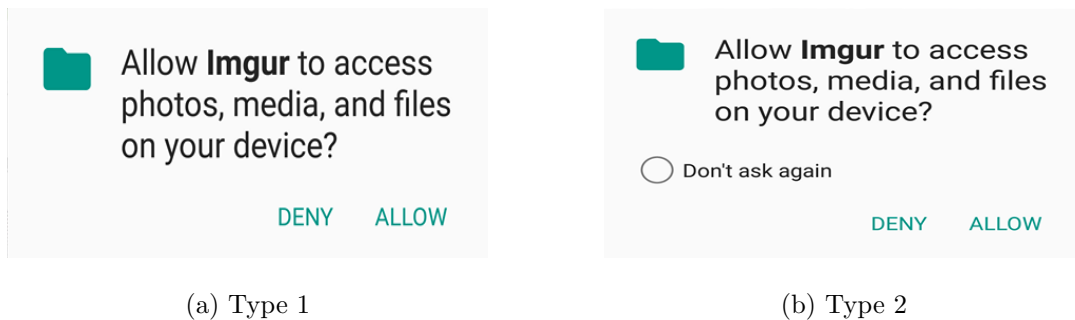 Allow Imgur to access
photos, media, and files
on your device?
DENY ALLOW
(a) Type 1
Allow Imgur to access
photos, media, and files
on your device?
Don't ask again
DENY ALLOW
(b) Type 2